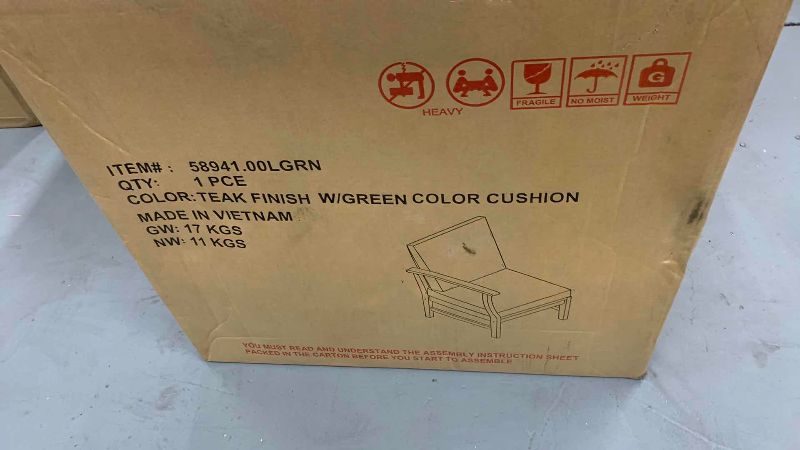 HEAVY
FRAGILE
NO MOIST
G
WEIGHT
ITEM# : 58941.00LGRN
QTY: 1 PCE
COLOR: TEAK FINISH W/GREEN COLOR CUSHION
MADE IN VIETNAM
GW: 17 KGS
NW: 11 KGS
YOU MUST READ AND UNDERSTAND THE ASSEMBLY INSTRUCTION SHEET
PACKED IN THE CARTON BEFORE YOU START TO ASSEMBLE